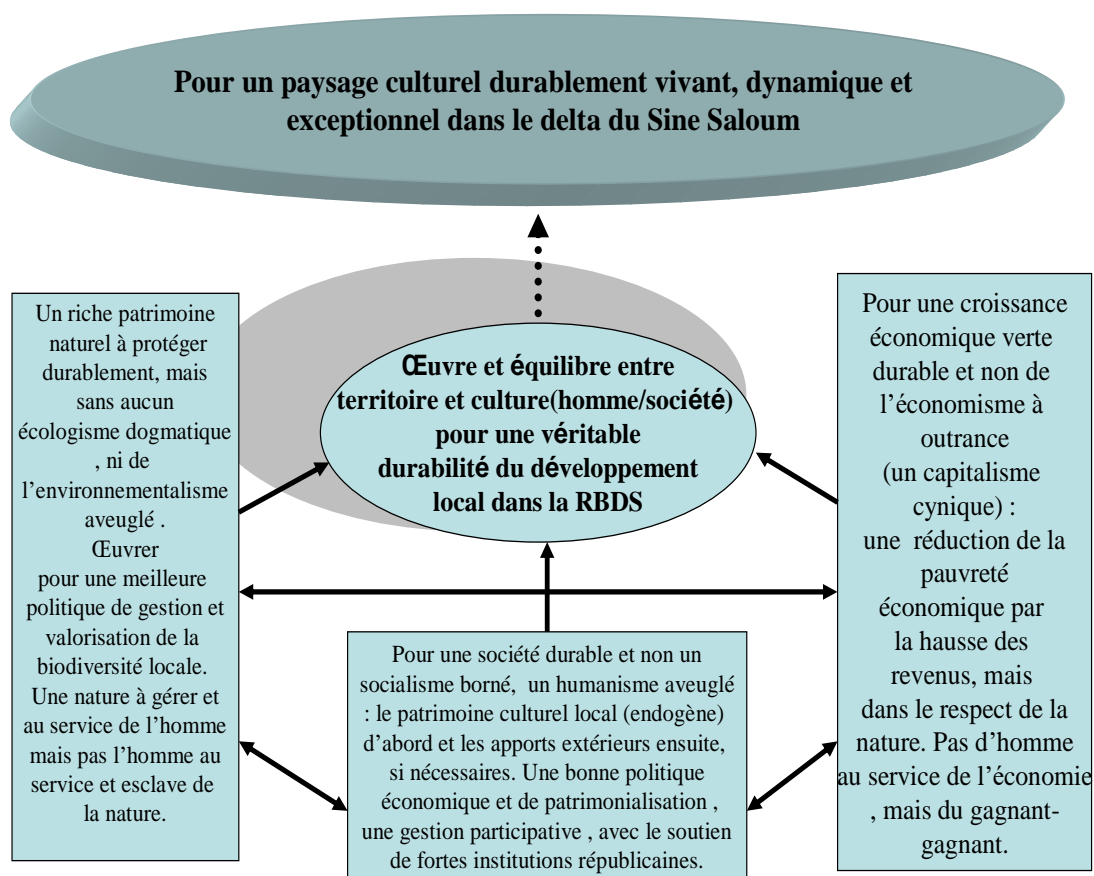 Pour un paysage culturel durablement vivant, dynamique et
exceptionnel dans le delta du Sine Saloum
Œuvre et équilibre entre
territoire et culture(homme/société)
pour une véritable
durabilité du développement
local dans la RBDS
Un riche patrimoine
naturel à protéger
durablement, mais
sans aucun
écologisme dogmatique
, ni de
l’environnementalisme
aveuglé .
Œuvrer
pour une meilleure
politique de gestion et
valorisation de la
biodiversité locale.
Une nature à gérer et
au service de l’homme
mais pas l’homme au
service et esclave de
la nature.
Pour une société durable et non un
socialisme borné, un humanisme aveuglé
: le patrimoine culturel local (endogène)
d’abord et les apports extérieurs ensuite,
si nécessaires. Une bonne politique
économique et de patrimonialisation ,
une gestion participative , avec le soutien
de fortes institutions républicaines.
Pour une croissance
économique verte
durable et non de
l’économisme à
outrance
(un capitalisme
cynique) :
une réduction de la
pauvreté
économique par
la hausse des
revenus, mais
dans le respect de la
nature. Pas d’homme
au service de l’économie
, mais du gagnant-
gagnant.